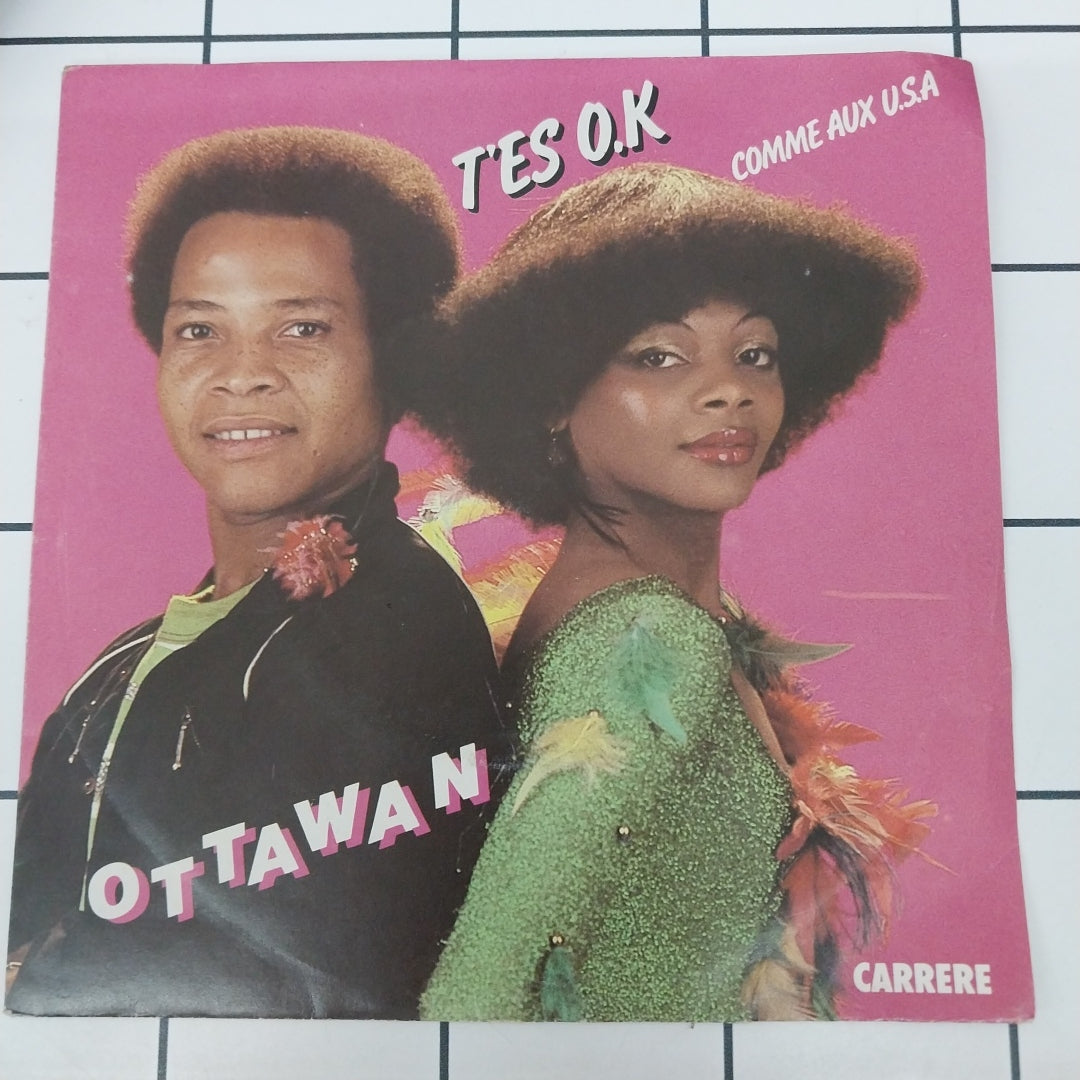 T'ES O.K
COMME AUX U.S.A
OTTAWAN
CARRERE